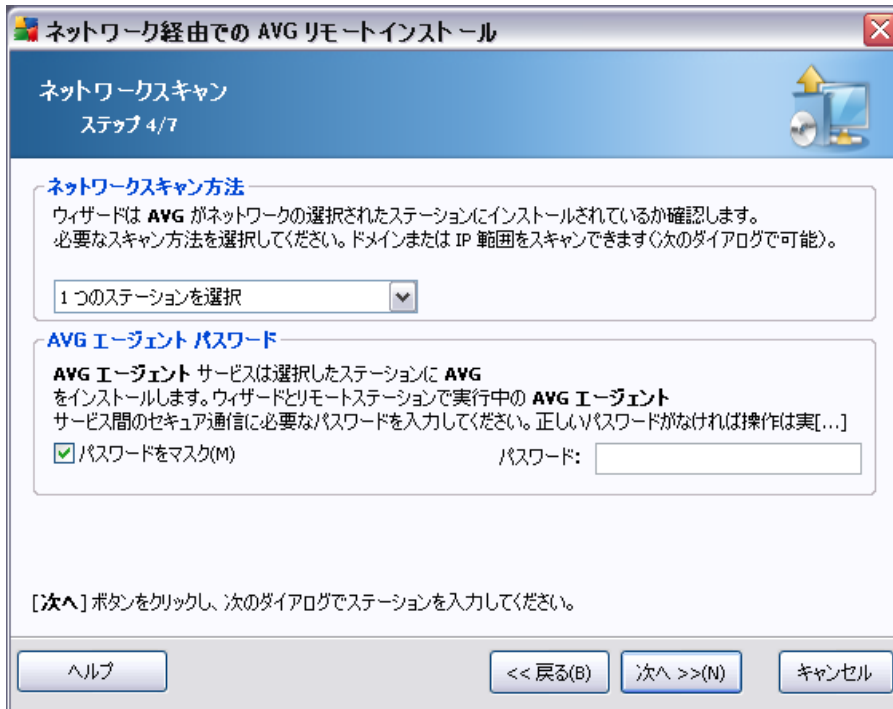 ネットワーク経由での AVG リモートインストール
ネットワークスキャン
ステップ 4/7
ネットワークスキャン方法
ウィザードは AVG がネットワークの選択されたステーションにインストールされているか確認します。
必要なスキャン方法を選択してください。ドメインまたは IP 範囲をスキャンできます(次のダイアログで可能)。
1 つのステーションを選択
AVG エージェント パスワード
AVG エージェント サービスは選択したステーションに AVG
をインストールします。ウィザードとリモートステーションで実行中の AVG エージェント
サービス間のセキュア通信に必要なパスワードを入力してください。正しいパスワードがなければ操作は実[...]
パスワードをマスク(M)
パスワード:
[次へ] ボタンをクリックし、次のダイアログでステーションを入力してください。
ヘルプ
<< 戻る(B)
次へ >>(N)
キャンセル